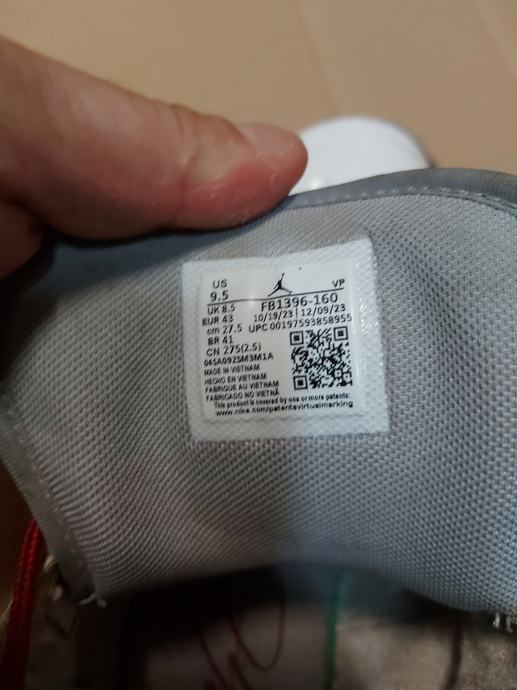 US VP
9.5 FB1396-160
UK 8.5 10/19/23 | 12/09/23
EUR 43 UPC 00197593858955
cm 27.5
BR 41
CN 275(2.5)
045A09ZSM3M1A
MADE IN VIETNAM
HECHO EN VIETNAM
FABRIQUE AU VIETNAM
FABRICADO NO VIETNÃ
This product is covered by one or more patents:
www.nike.com/patentsvirtualmarking